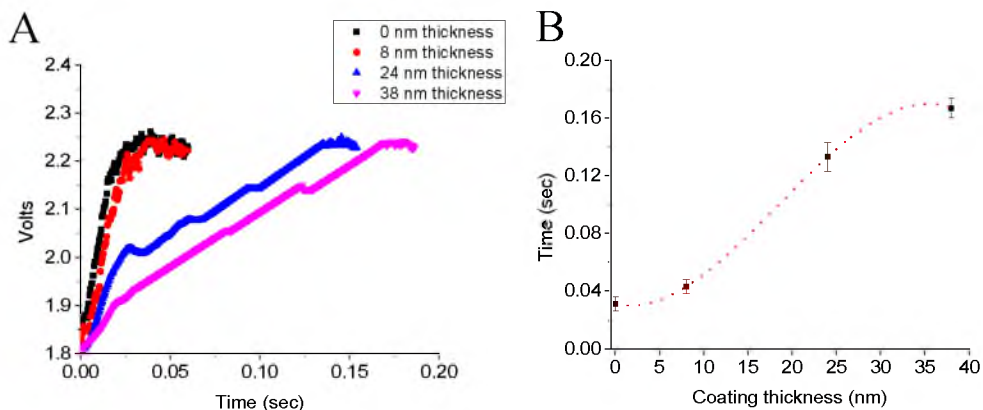 A
0 nm thickness
8 nm thickness
24 nm thickness
38 nm thickness
2.4
2.3
2.2
2.1
2.0
1.9
1.8
Volts
0.00 0.05 0.10 0.15 0.20
Time (sec)
B
0.20
0.16
0.12
0.08
0.04
0.00
Time (sec)
0 5 10 15 20 25 30 35 40
Coating thickness (nm)